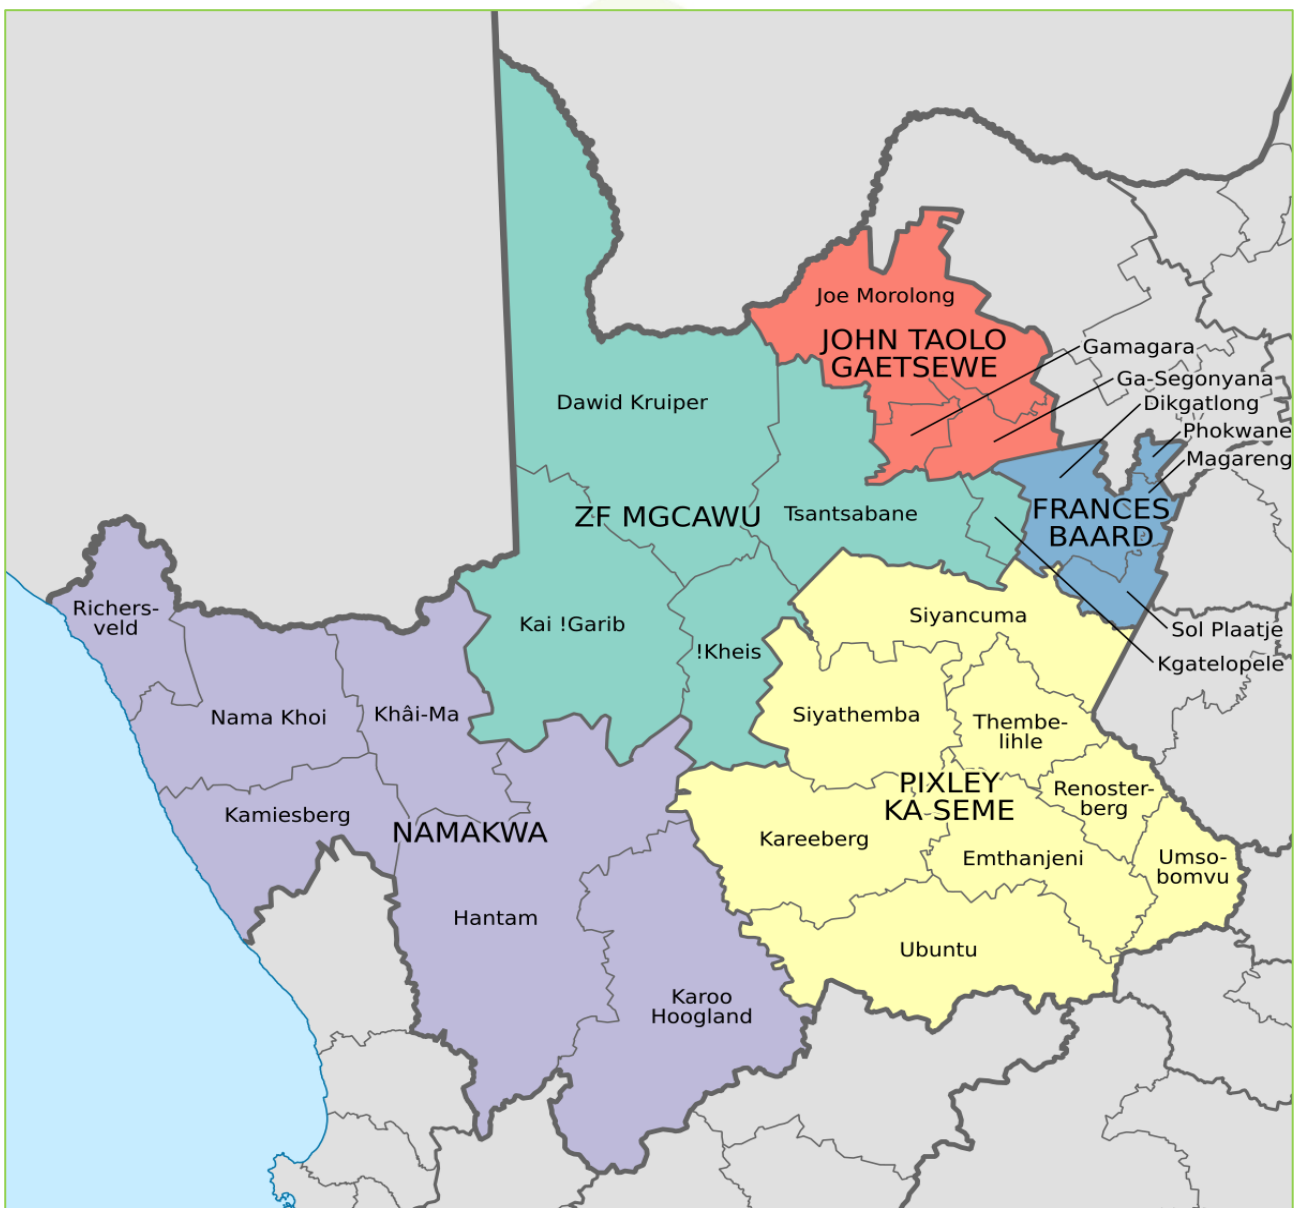 Joe Morolong
JOHN TAOLO
GAETSEWE
Gamagara
Ga-Segonyana
Dikgatlong
Phokwane
Magareng
Dawid Kruiper
ZF MGCAWU
Tsantsabane
FRANCES
BAARD
Richers-
veld
Kai !Garib
!Kheis
Siyancuma
Sol Plaatje
Kgatelopele
Nama Khoi
Khâi-Ma
Siyathemba
Thembe-
lihle
Kamiesberg
NAMAKWA
PIXLEY
KA SEME
Renoster-
berg
Kareeberg
Emthanjeni
Umso-
bomvu
Hantam
Ubuntu
Karoo
Hoogland